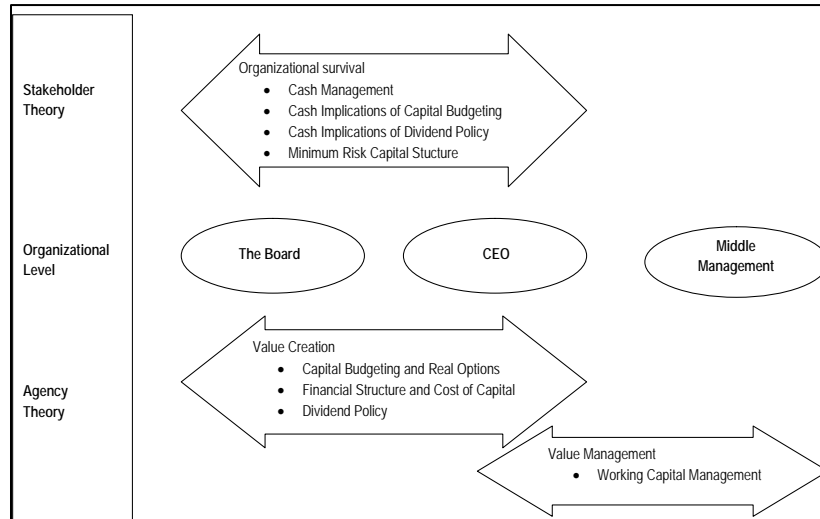 Stakeholder
Theory
Organizational survival
• Cash Management
• Cash Implications of Capital Budgeting
• Cash Implications of Dividend Policy
• Minimum Risk Capital Stucture
Organizational
Level
The Board
CEO
Middle
Management
Agency
Theory
Value Creation
• Capital Budgeting and Real Options
• Financial Structure and Cost of Capital
• Dividend Policy
Value Management
• Working Capital Management